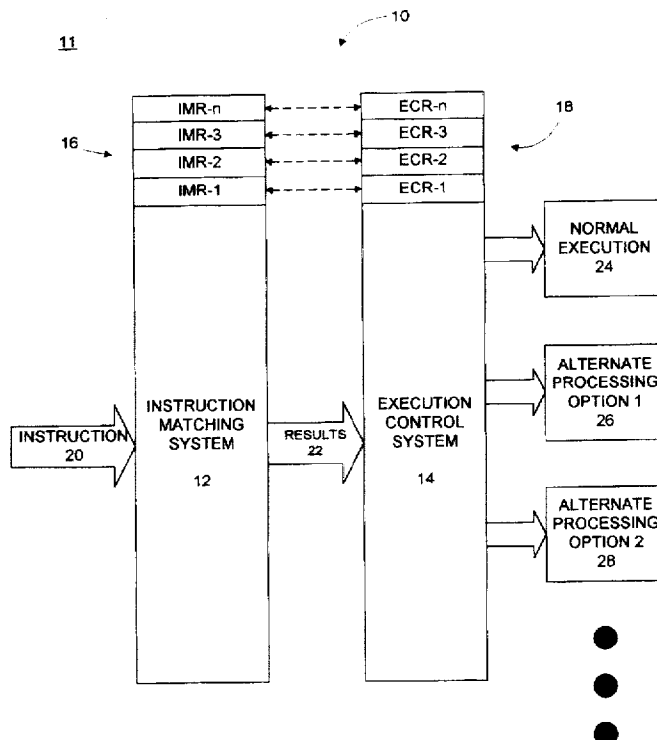 11
10
IMR-n
ECR-n
16
IMR-3
ECR-3
18
IMR-2
ECR-2
IMR-1
ECR-1
NORMAL
EXECUTION
24
INSTRUCTION
20
INSTRUCTION
MATCHING
SYSTEM
12
RESULTS
22
EXECUTION
CONTROL
SYSTEM
14
ALTERNATE
PROCESSING
OPTION 1
26
ALTERNATE
PROCESSING
OPTION 2
28